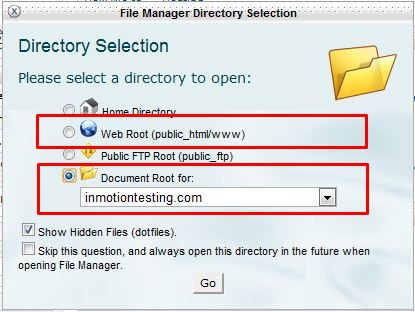 File Manager Directory Selection
Directory Selection
Please select a directory to open:
Home Directory
Web Root (public_html/www)
Public FTP Root (public_ftp)
Document Root for:
inmotiontesting.com
Show Hidden Files (dotfiles).
Skip this question, and always open this directory in the future when
opening File Manager.
Go